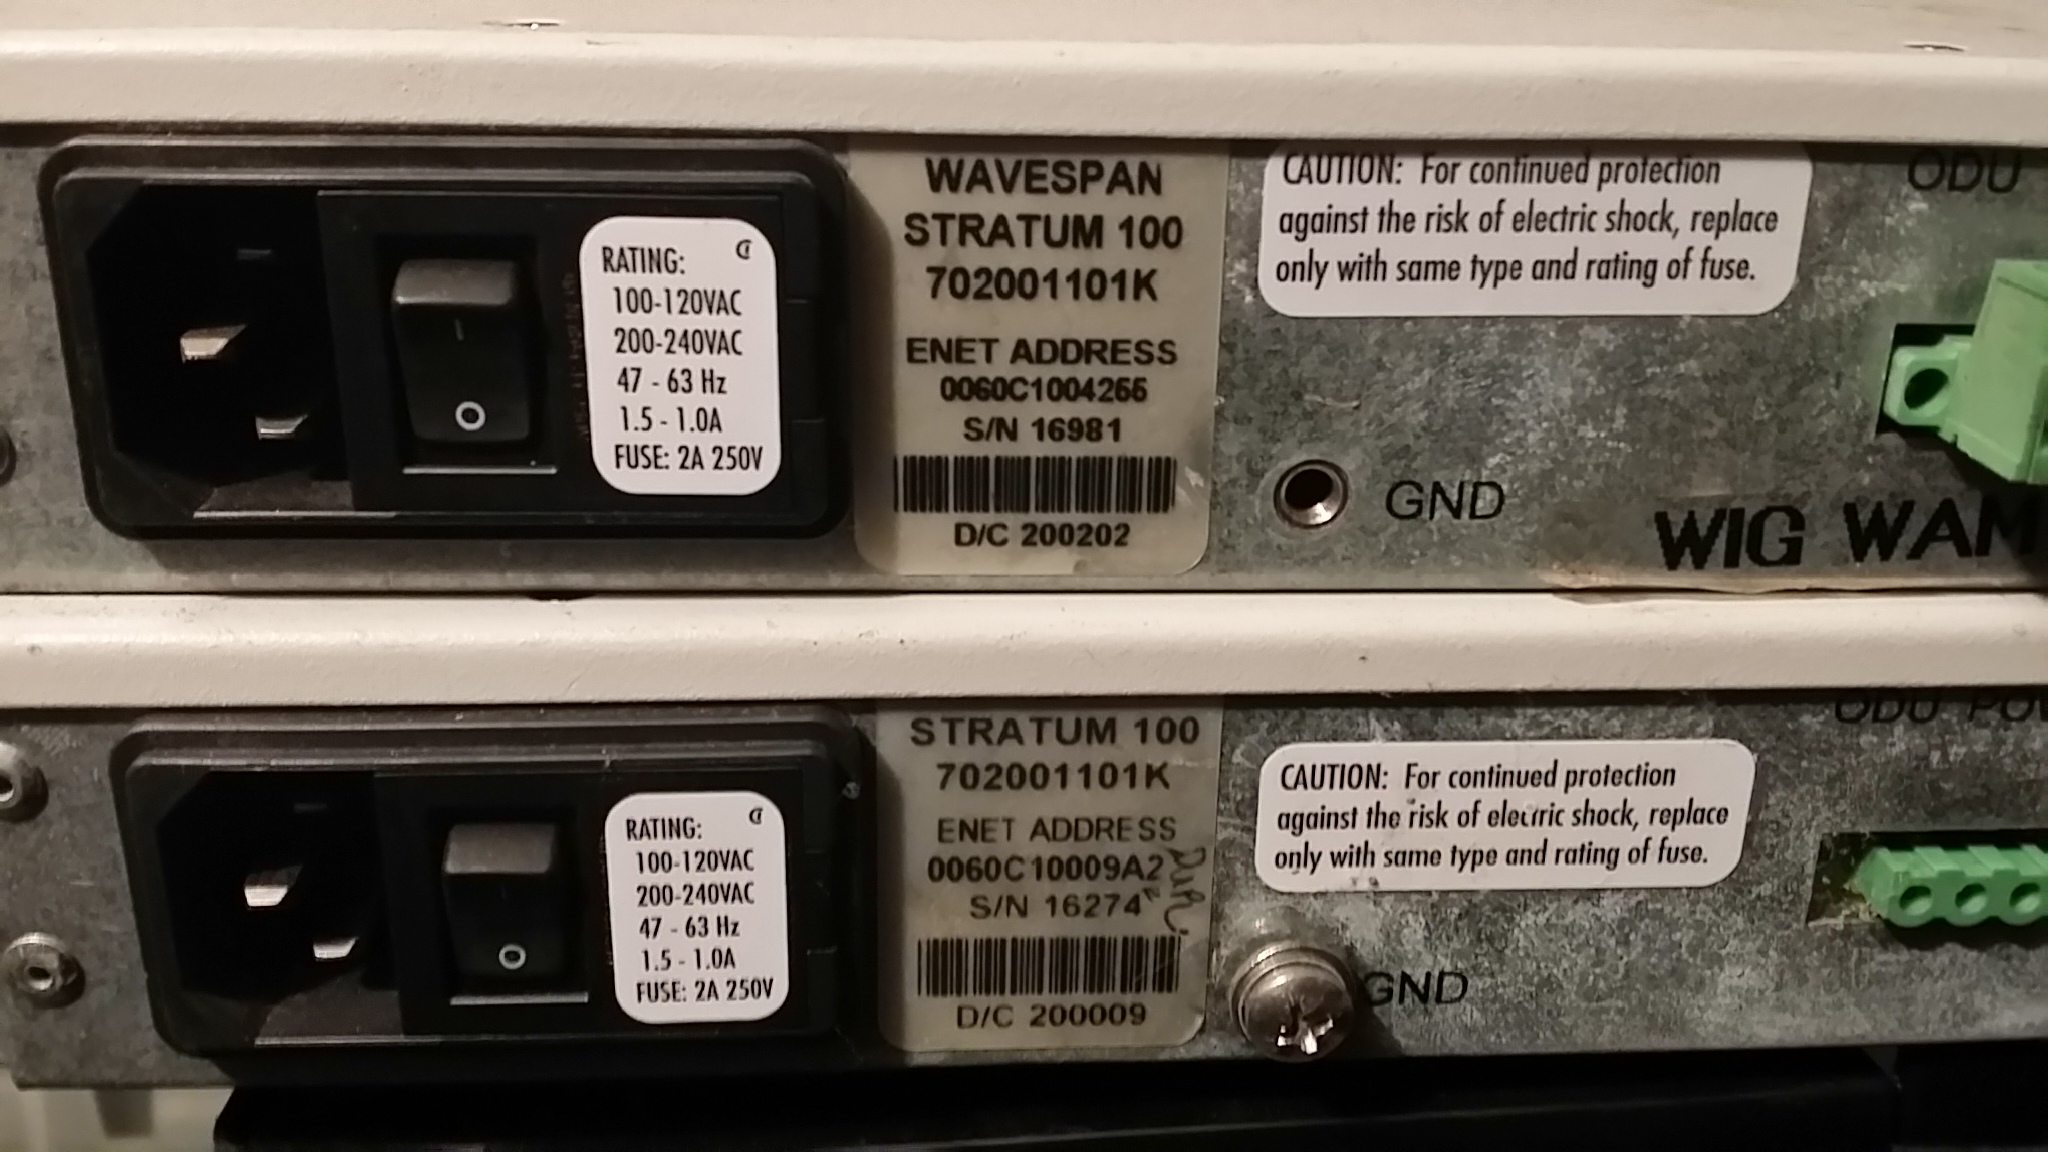 RATING:
100-120VAC
200-240VAC
47 - 63 Hz
1.5 - 1.0A
FUSE: 2A 250V
WAVESPAN
STRATUM 100
702001101K
ENET ADDRESS
0060C1004255
S/N 16981
D/C 200202
CAUTION: For continued protection
against the risk of electric shock, replace
only with same type and rating of fuse.
GND
ODU
WIG WAM
RATING:
100-120VAC
200-240VAC
47 - 63 Hz
1.5 - 1.0A
FUSE: 2A 250V
STRATUM 100
702001101K
ENET ADDRESS
0060C10009A2
S/N 16274
D/C 200009
CAUTION: For continued protection
against the risk of electric shock, replace
only with same type and rating of fuse.
GND
ODU